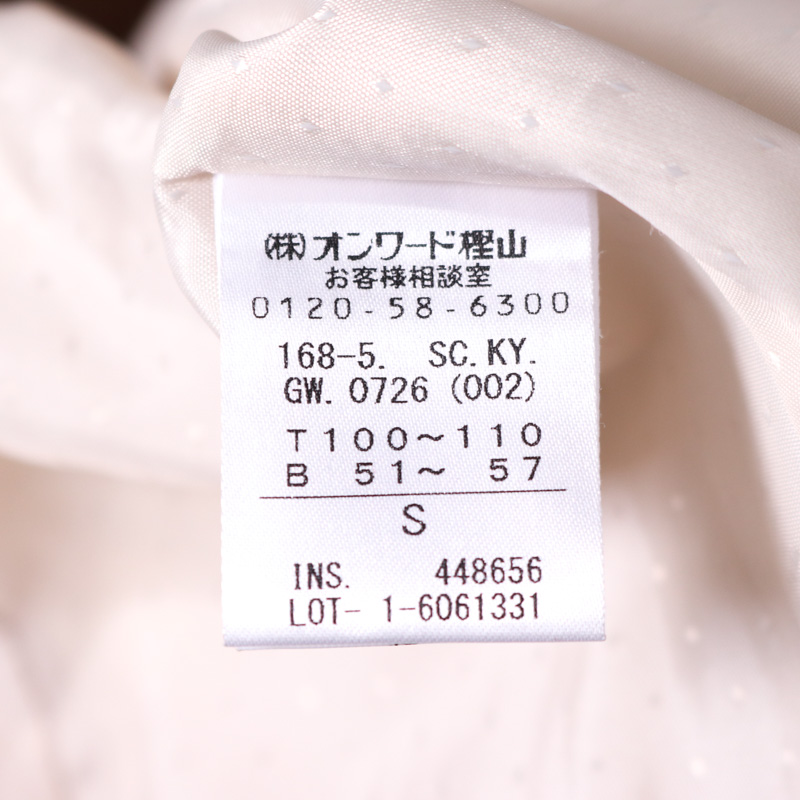 (株)オンワード樫山
お客様相談室
0120-58-6300
168-5. SC.KY.
GW. 0726 (002)
T100~110
B 51~ 57
S
INS. 448656
LOT- 1-6061331